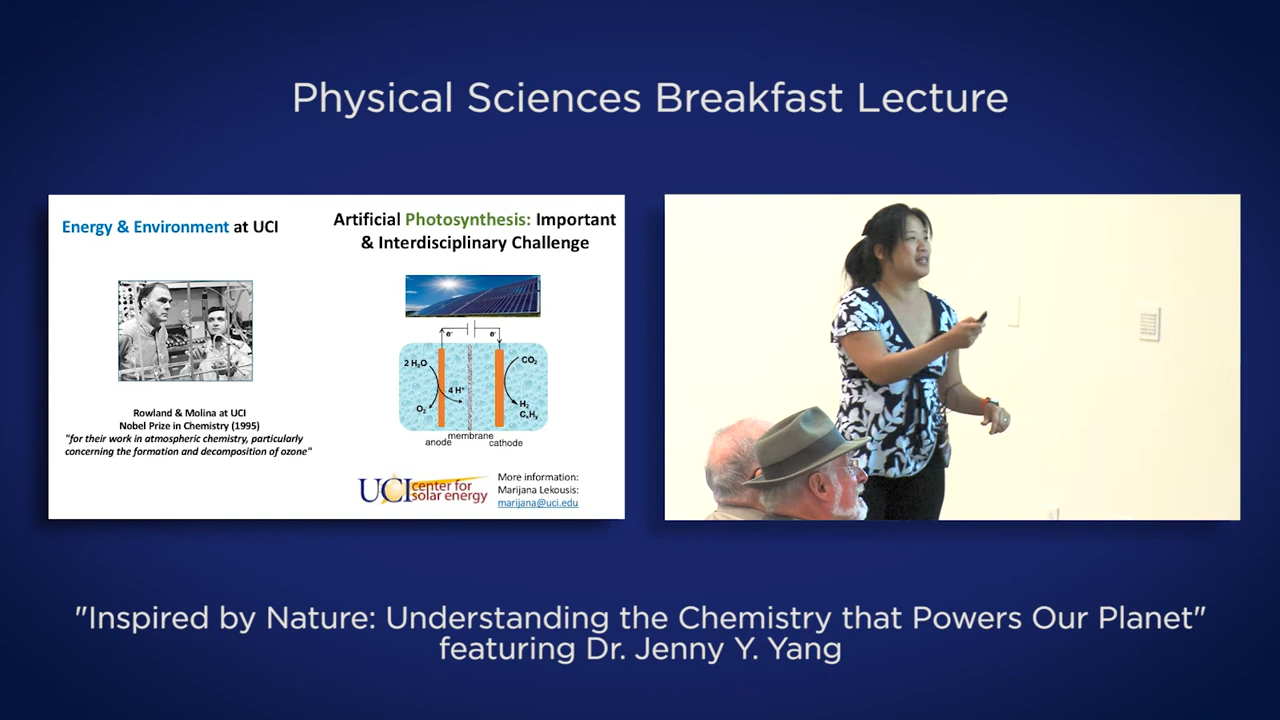 Physical Sciences Breakfast Lecture
Energy & Environment at UCI
Rowland & Molina at UCI
Nobel Prize in Chemistry (1995)
"for their work in atmospheric chemistry, particularly
concerning the formation and decomposition of ozone"
Artificial Photosynthesis: Important
& Interdisciplinary Challenge
e⁻
e⁻
2 H₂O
CO₂
4 H⁺
O₂
H₂
CₓHᵧ
anode
membrane
cathode
UCI center for
solar energy
More information:
Marijana Lekousis:
marijana@uci.edu
"Inspired by Nature: Understanding the Chemistry that Powers Our Planet"
featuring Dr. Jenny Y. Yang